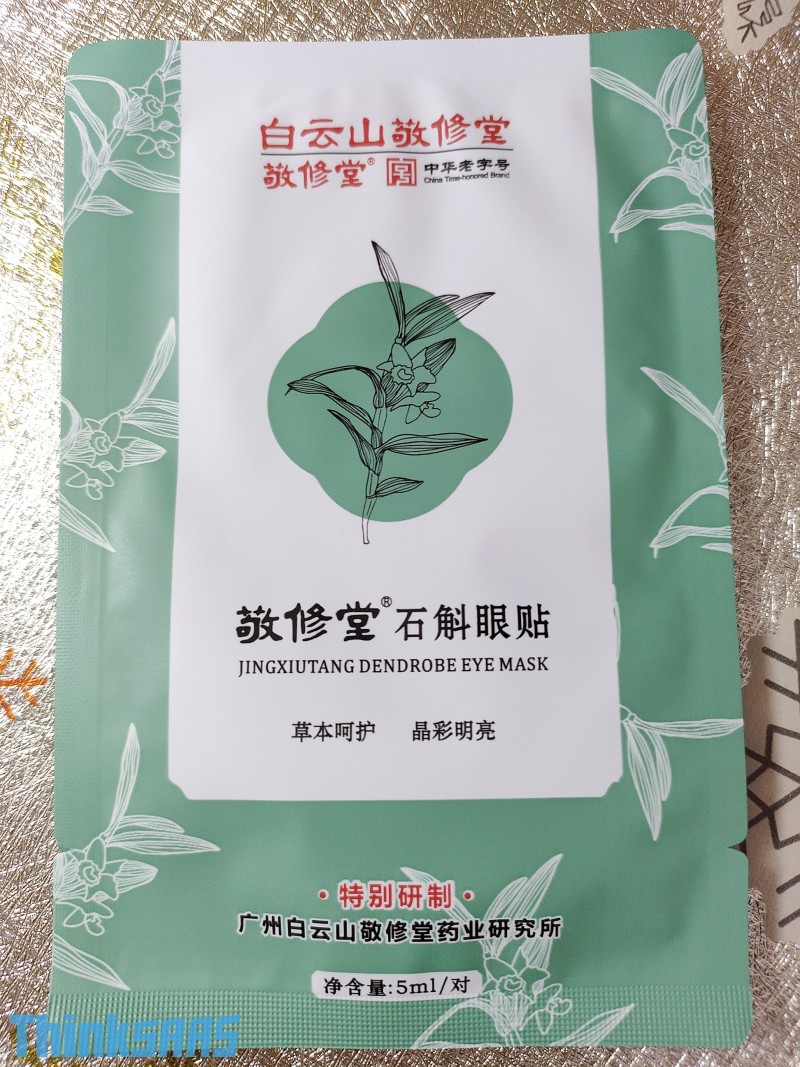 白云山敬修堂
敬修堂® 中华老字号
China Time-honored Brand
敬修堂®石斛眼贴
JINGXIUTANG DENDROBE EYE MASK
草本呵护 晶彩明亮
·特别研制·
广州白云山敬修堂药业研究所
净含量:5ml/对
ThinkSAAS